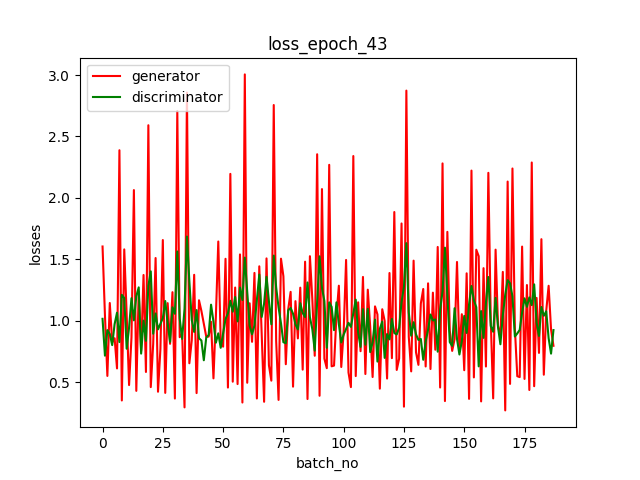 loss_epoch_43
generator
discriminator
losses
3.0
2.5
2.0
1.5
1.0
0.5
0 25 50 75 100 125 150 175
batch_no